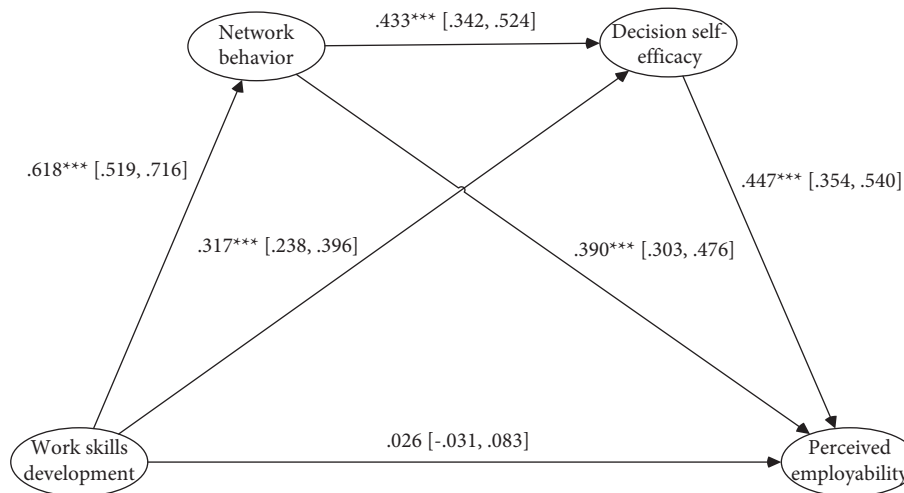 .433*** [.342, .524]
Network
behavior
Decision self-
efficacy
.618*** [.519, .716]
.447*** [.354, .540]
.317*** [.238, .396]
.390*** [.303, .476]
.026 [-.031, .083]
Work skills
development
Perceived
employability